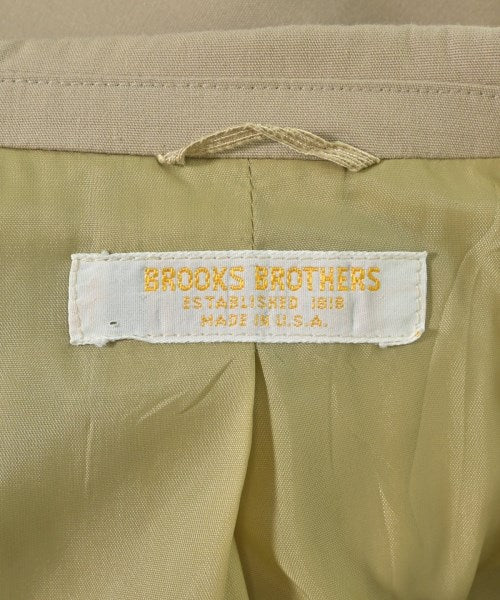 BROOKS BROTHERS
ESTABLISHED 1818
MADE IN U.S.A.